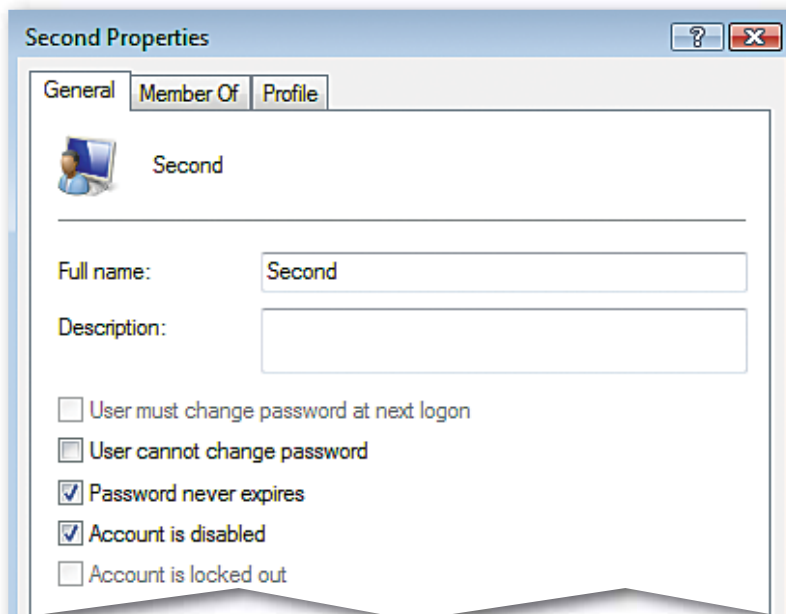 Second Properties
General Member Of Profile
Second
Full name: Second
Description:
User must change password at next logon
User cannot change password
Password never expires
Account is disabled
Account is locked out